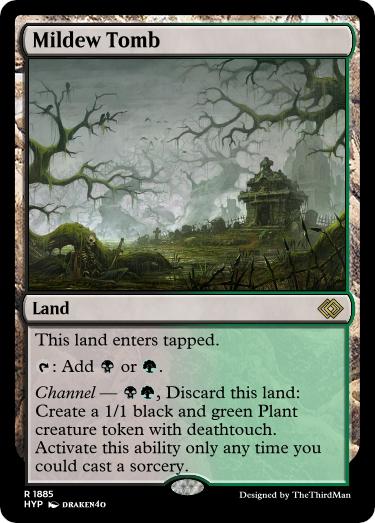 Mildew Tomb
Land
This land enters tapped.
: Add or .
Channel — , Discard this land:
Create a 1/1 black and green Plant
creature token with deathtouch.
Activate this ability only any time you
could cast a sorcery.
R 1885
HYP DRAKEN40
Designed by TheThirdMan